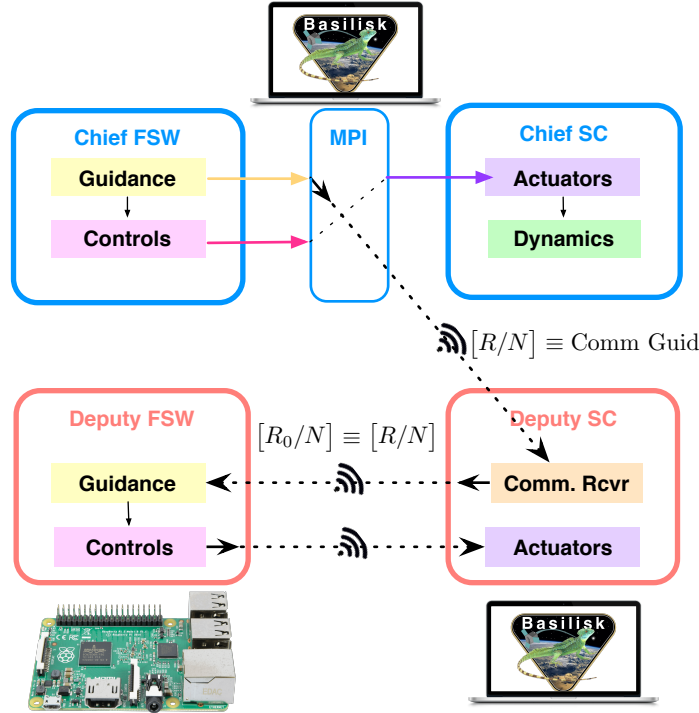 Basilisk
Chief FSW
MPI
Chief SC
Guidance
Actuators
Controls
Dynamics
[R/N] ≡ Comm Guid
Deputy FSW
[R₀/N] ≡ [R/N]
Deputy SC
Guidance
Comm. Rcvr
Controls
Actuators
Basilisk